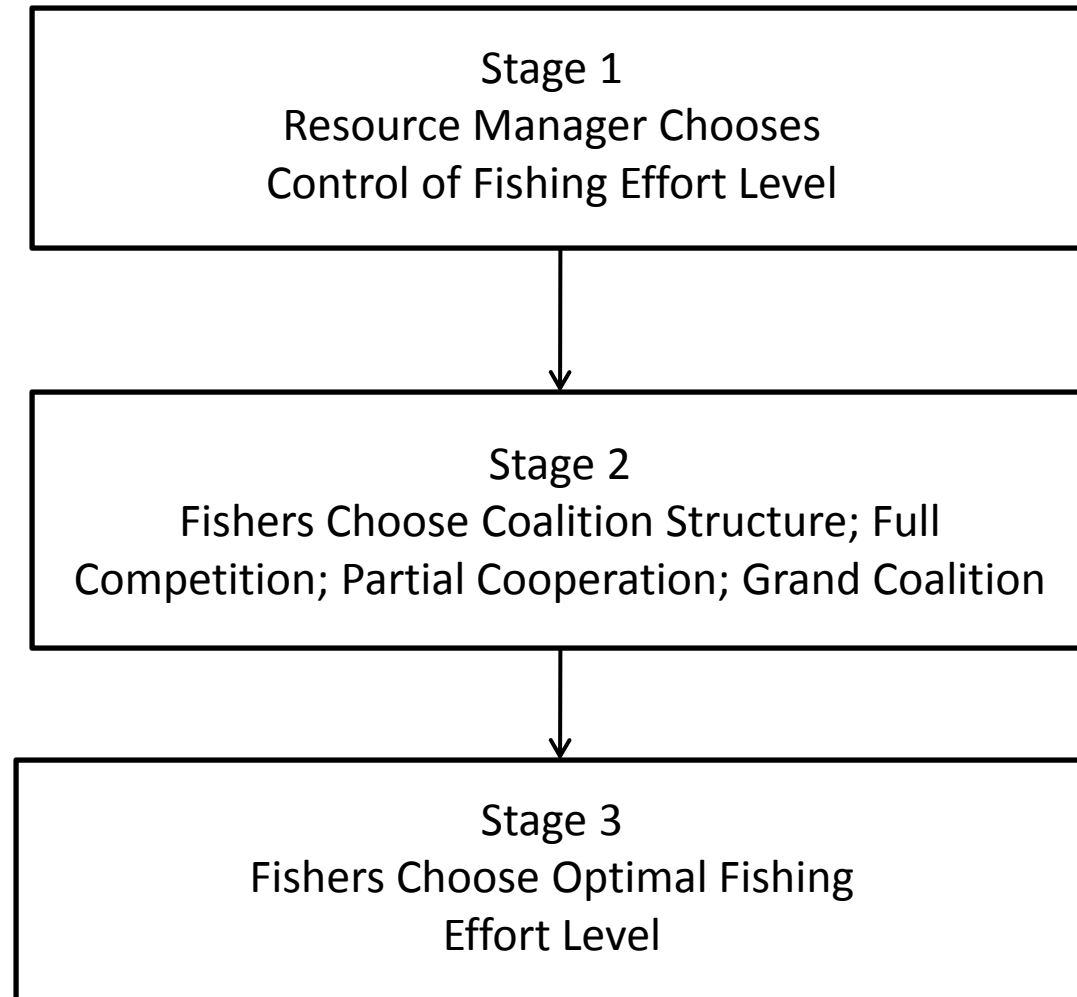 Stage 1
Resource Manager Chooses
Control of Fishing Effort Level
Stage 2
Fishers Choose Coalition Structure; Full
Competition; Partial Cooperation; Grand Coalition
Stage 3
Fishers Choose Optimal Fishing
Effort Level